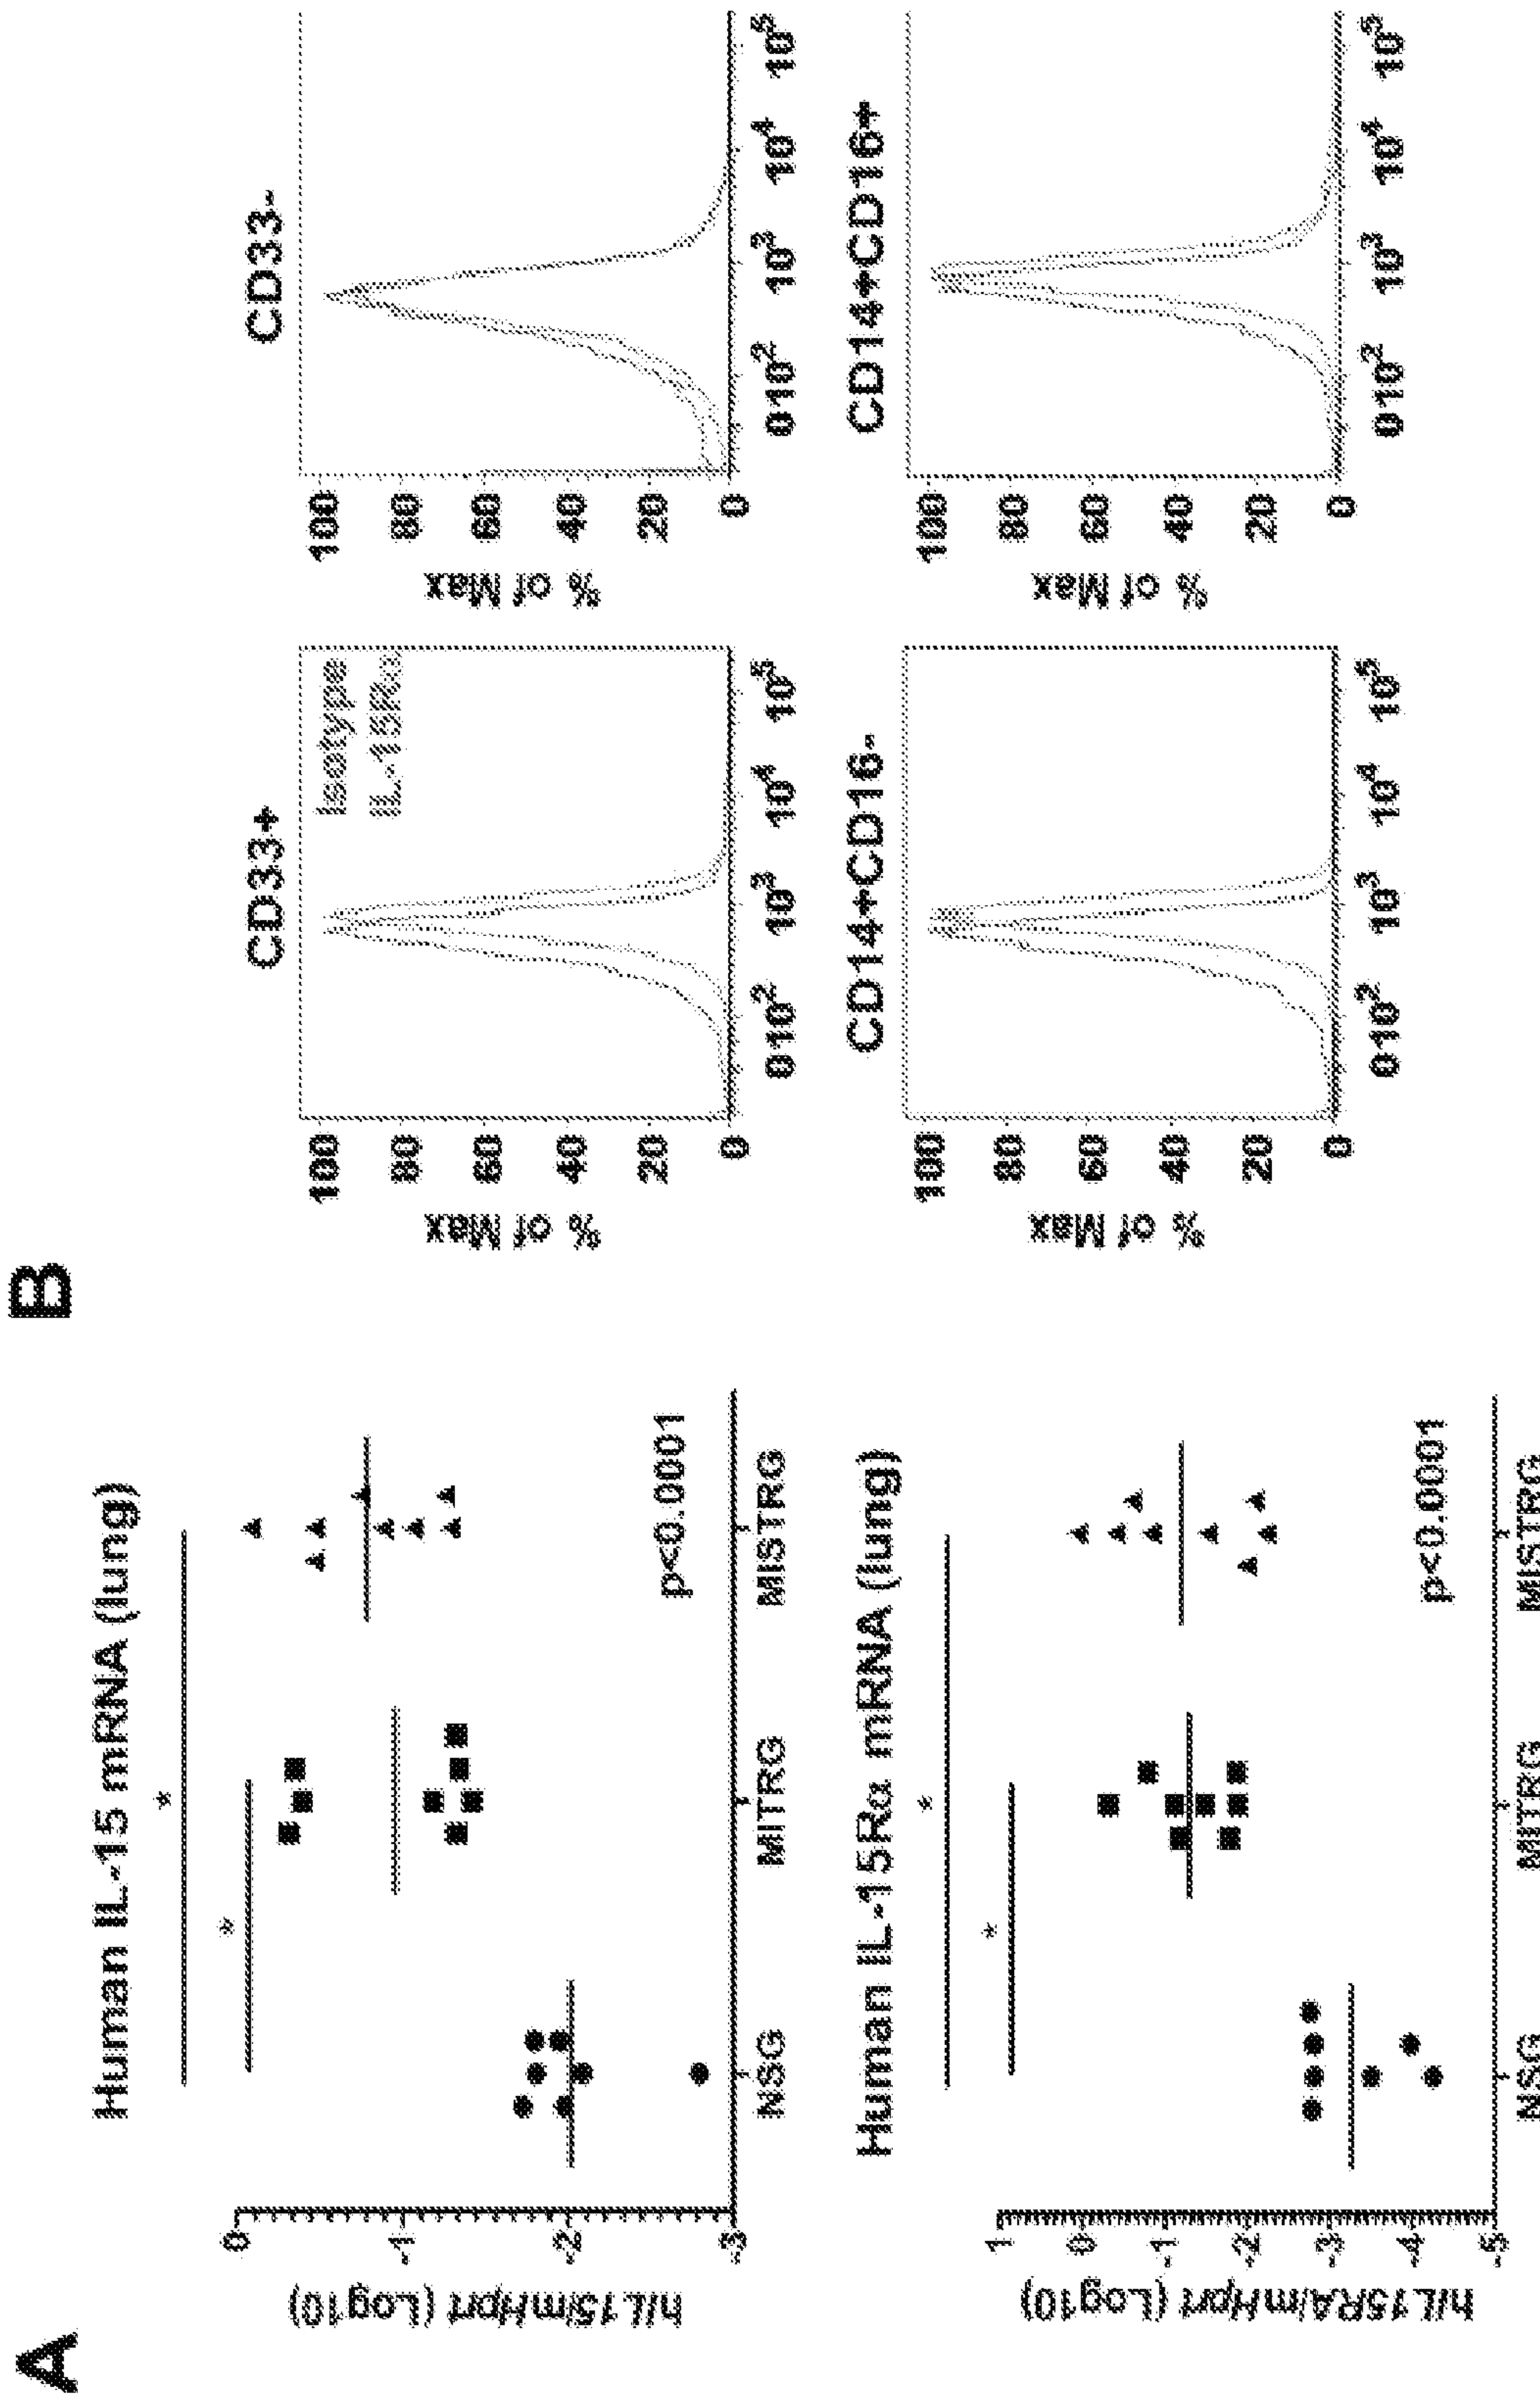 A
Human IL-15 mRNA (lung)
*
*
hIL15/mHprt (Log10)
0
-1
-2
-3
p<0.0001
NSG MITRG MISTRG
Human IL-15Rα mRNA (lung)
*
*
hIL15RA/mHprt (Log10)
1
0
-1
-2
-3
-4
-5
p<0.0001
NSG MITRG MISTRG
B
CD33+
Isotype
IL-15Rα
% of Max
100
80
60
40
20
0
0 10² 10³ 10⁴ 10⁵
CD33-
% of Max
100
80
60
40
20
0
0 10² 10³ 10⁴ 10⁵
CD14+CD16-
% of Max
100
80
60
40
20
0
0 10² 10³ 10⁴ 10⁵
CD14+CD16+
% of Max
100
80
60
40
20
0
0 10² 10³ 10⁴ 10⁵